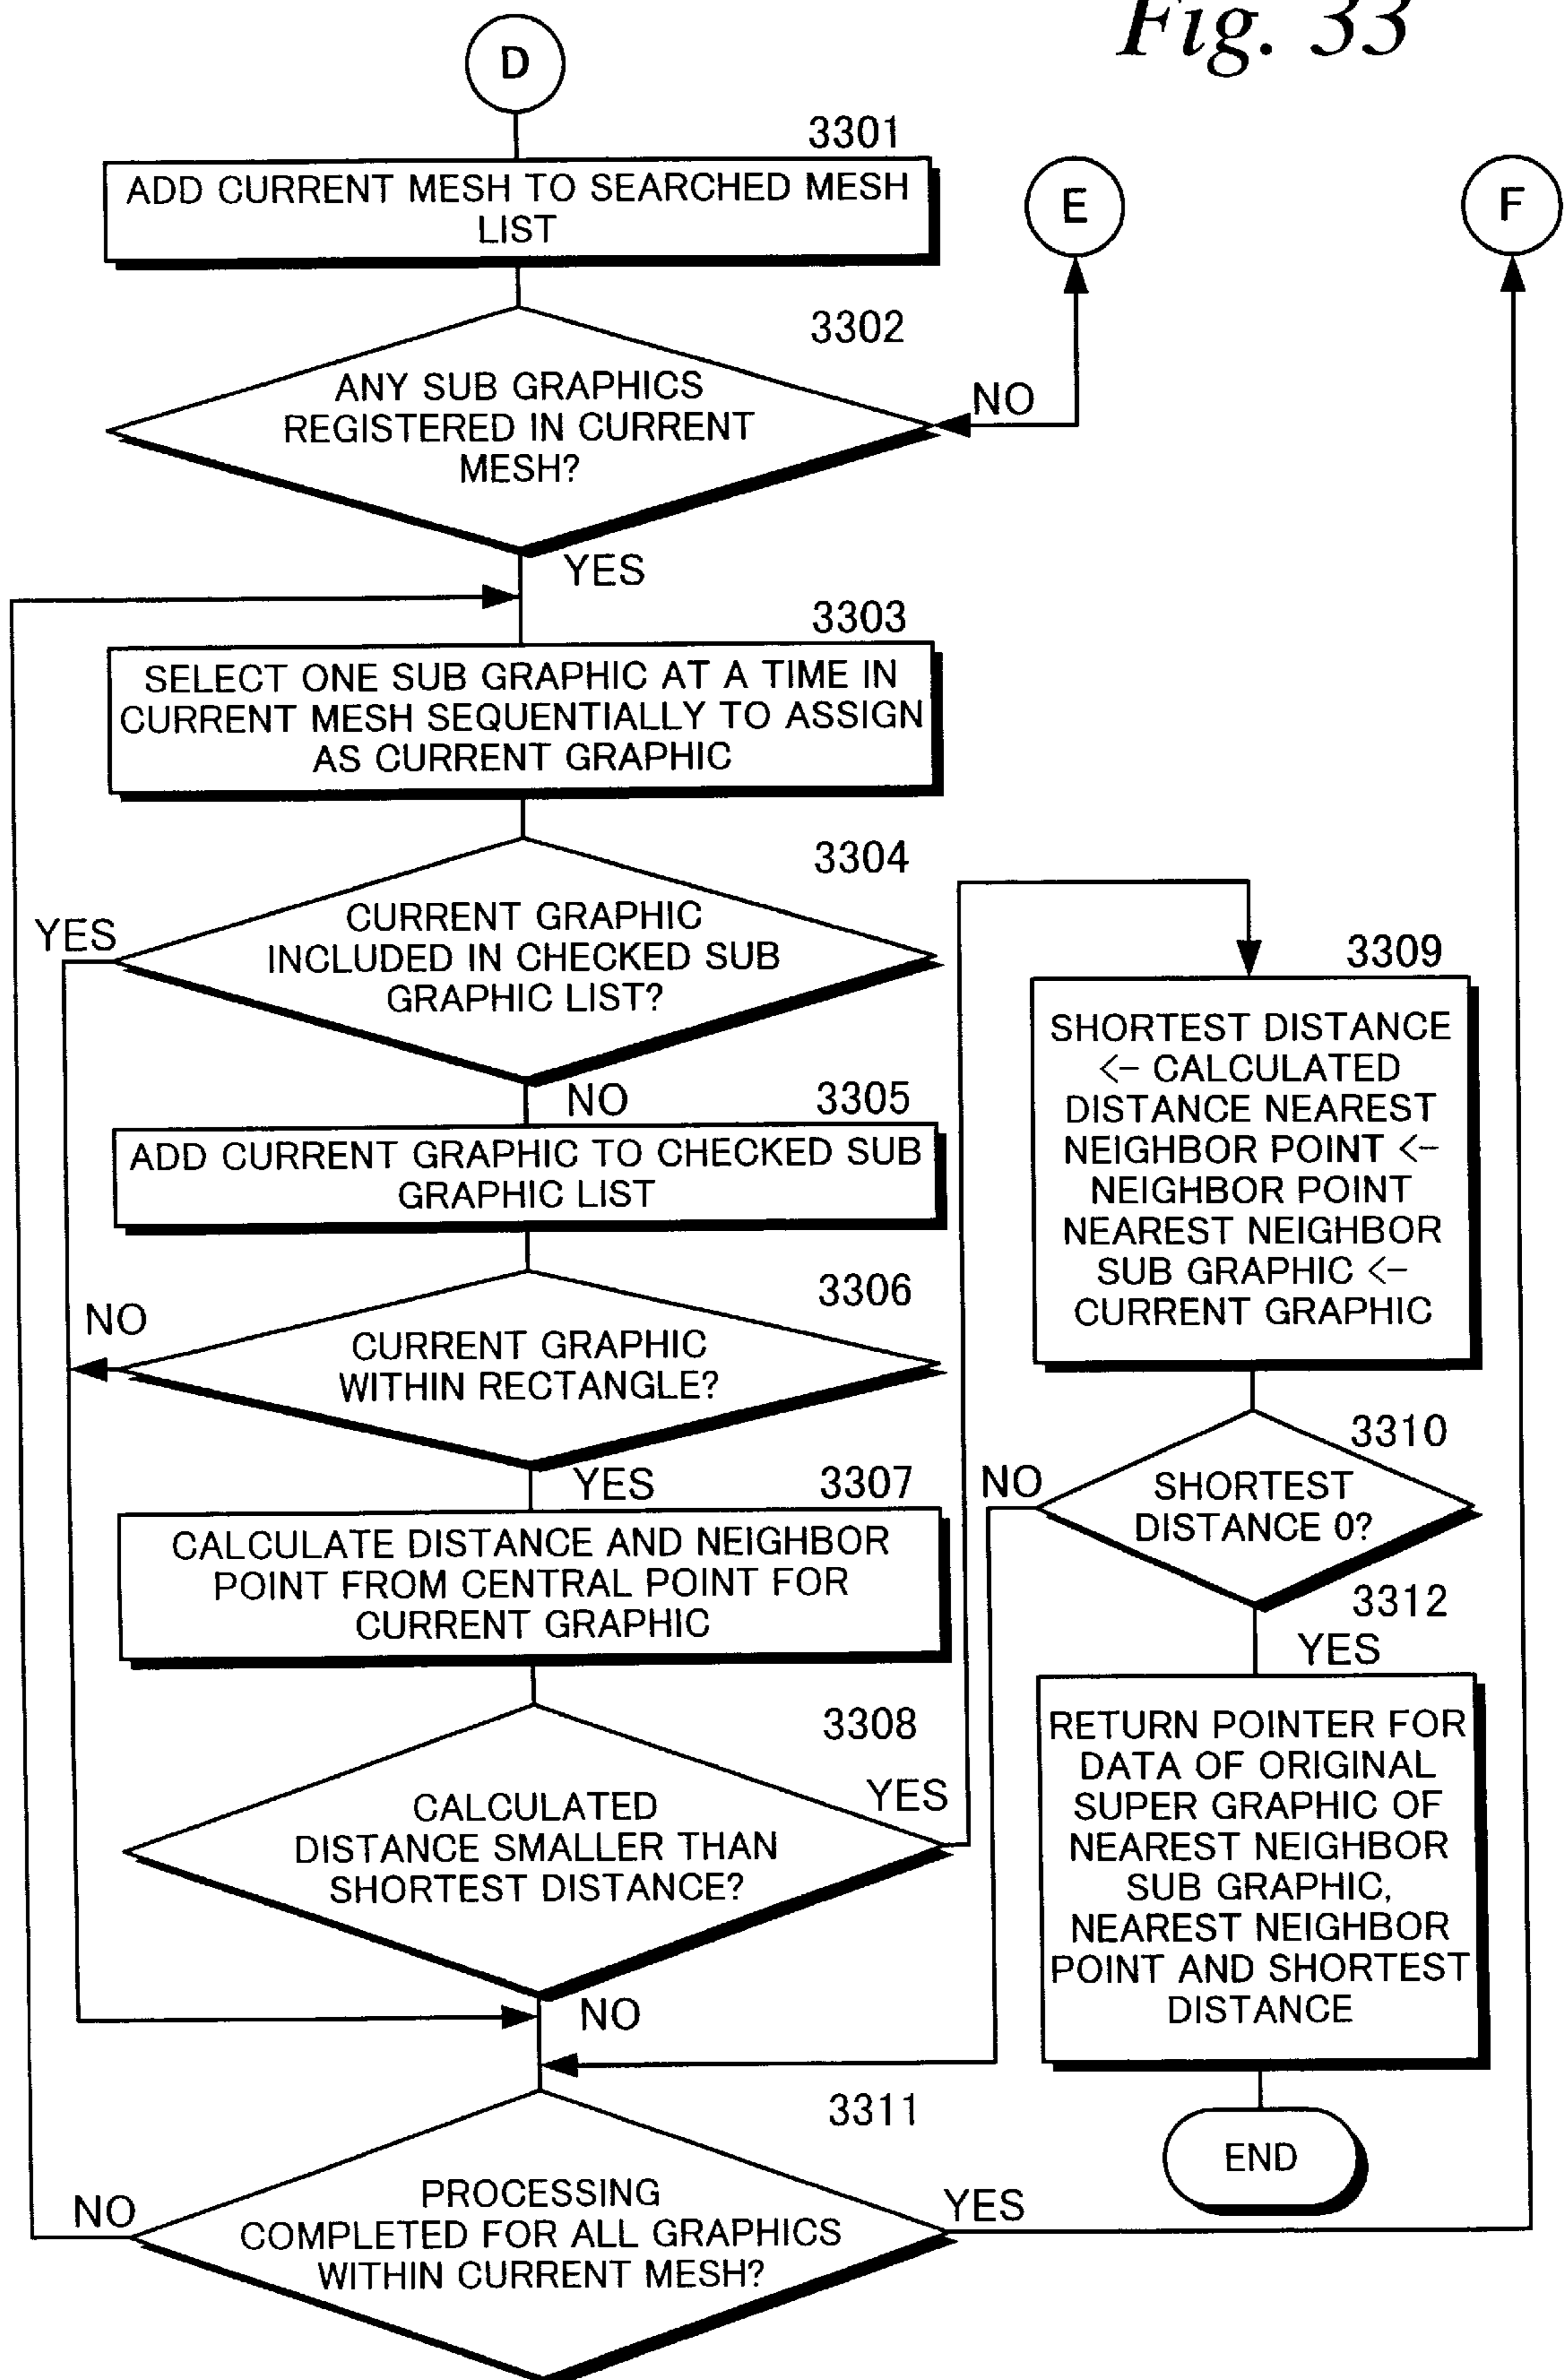 Fig. 33
D
3301
ADD CURRENT MESH TO SEARCHED MESH
LIST
E
F
3302
ANY SUB GRAPHICS
REGISTERED IN CURRENT
MESH?
NO
YES
3303
SELECT ONE SUB GRAPHIC AT A TIME IN
CURRENT MESH SEQUENTIALLY TO ASSIGN
AS CURRENT GRAPHIC
3304
YES
CURRENT GRAPHIC
INCLUDED IN CHECKED SUB
GRAPHIC LIST?
NO
3305
ADD CURRENT GRAPHIC TO CHECKED SUB
GRAPHIC LIST
3306
NO
CURRENT GRAPHIC
WITHIN RECTANGLE?
YES
3307
CALCULATE DISTANCE AND NEIGHBOR
POINT FROM CENTRAL POINT FOR
CURRENT GRAPHIC
3308
YES
CALCULATED
DISTANCE SMALLER THAN
SHORTEST DISTANCE?
NO
3309
SHORTEST DISTANCE
<- CALCULATED
DISTANCE NEAREST
NEIGHBOR POINT <-
NEIGHBOR POINT
NEAREST NEIGHBOR
SUB GRAPHIC <-
CURRENT GRAPHIC
3310
NO
SHORTEST
DISTANCE 0?
3312
YES
RETURN POINTER FOR
DATA OF ORIGINAL
SUPER GRAPHIC OF
NEAREST NEIGHBOR
SUB GRAPHIC,
NEAREST NEIGHBOR
POINT AND SHORTEST
DISTANCE
END
3311
NO
PROCESSING
COMPLETED FOR ALL GRAPHICS
WITHIN CURRENT MESH?
YES